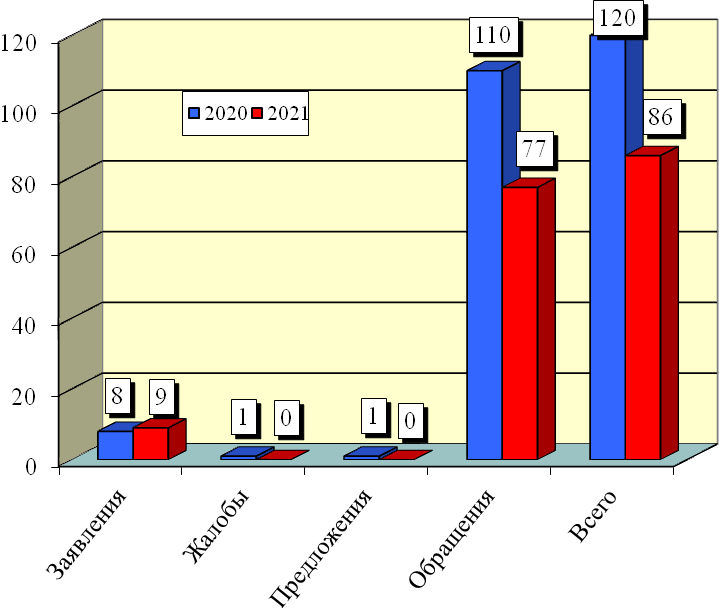 120
100
80
60
40
20
0
2020 2021
8 9
1 0
1 0
110 77
120 86
Заявления
Жалобы
Предложения
Обращения
Всего